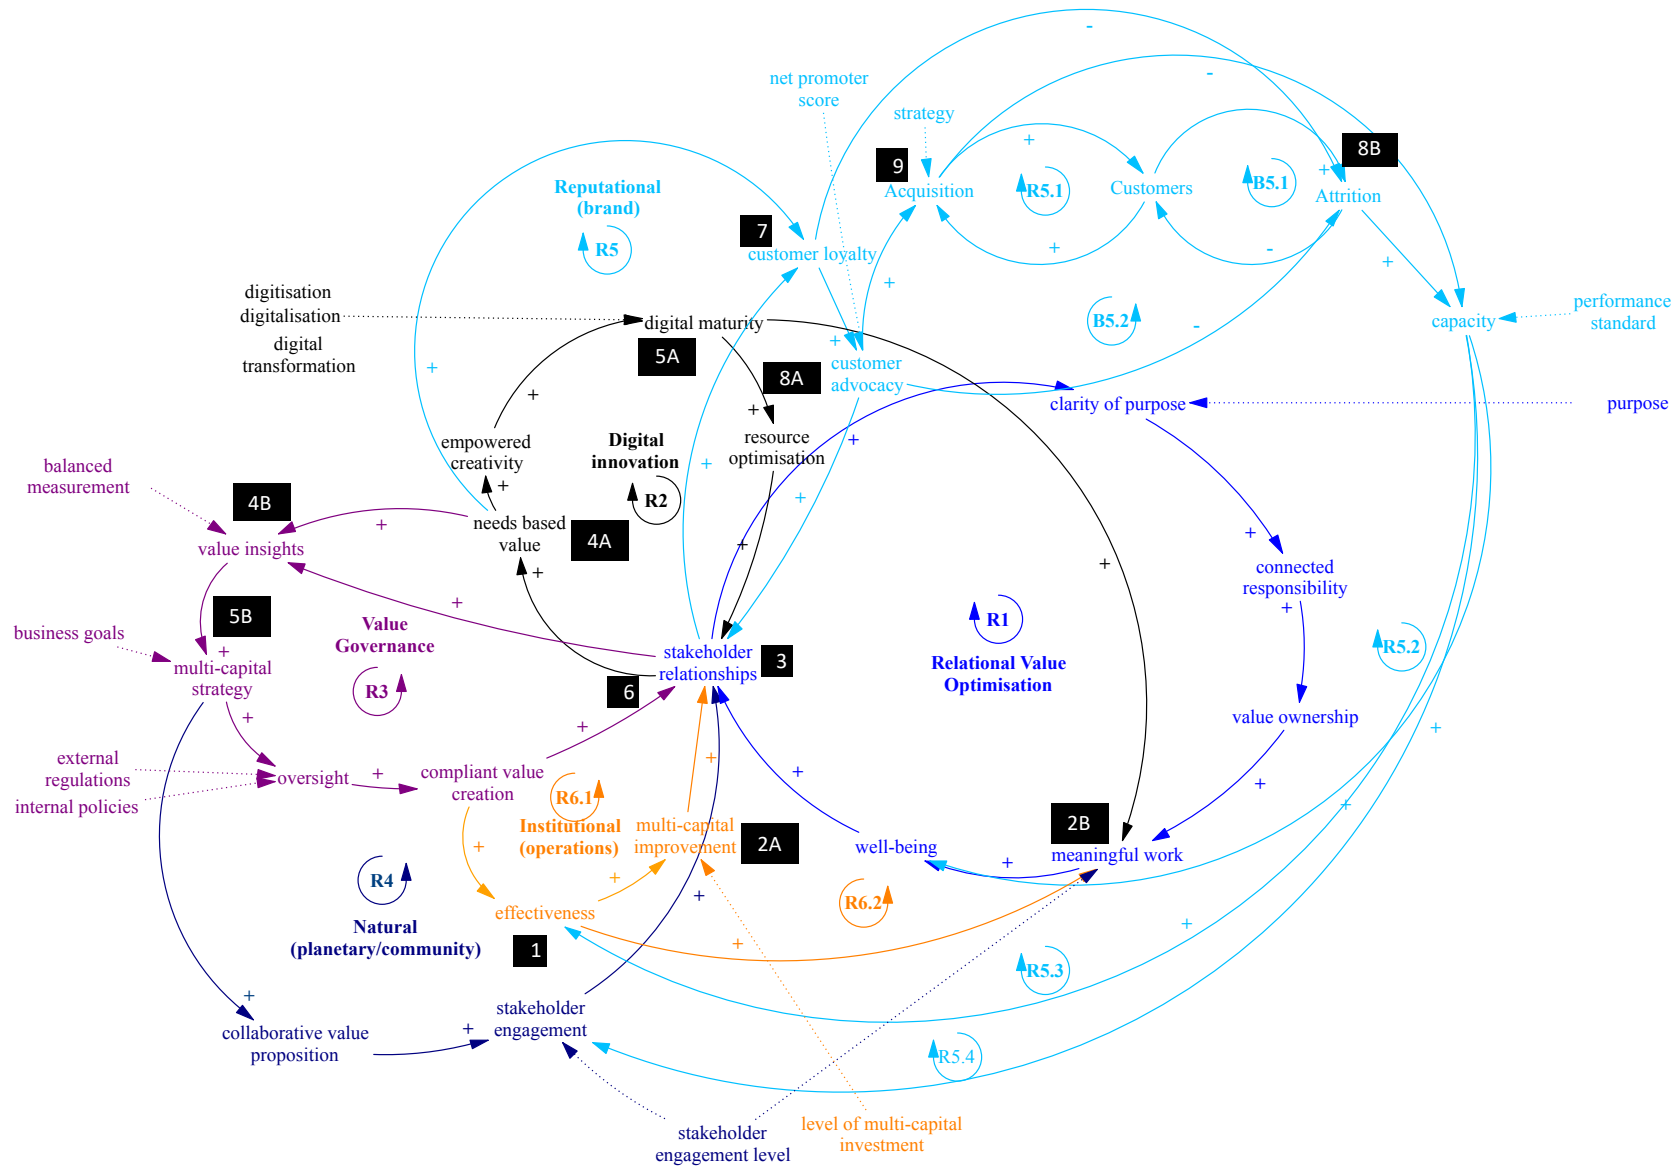 -
net promoter
score
-
strategy
8B
9
+
+
Acquisition
R5.1
Customers
B5.1
Attrition
Reputational
(brand)
R5
7
customer loyalty
+
-
+
+
digitisation
digitalisation
digital
transformation
digital maturity
5A
B5.2
-
capacity
performance
standard
+
+
8A
customer
advocacy
+
+
clarity of purpose
purpose
empowered
creativity
Digital
innovation
resource
optimisation
+
R2
balanced
measurement
4B
+
+
+
+
needs based
value
4A
value insights
+
+
+
+
connected
responsibility
+
+
5B
+
business goals
Value
Governance
+
multi-capital
strategy
R3
stakeholder
relationships
3
6
R1
Relational Value
Optimisation
R5.2
value ownership
+
+
+
external
regulations
internal policies
oversight
+
compliant value
creation
+
+
+
R6.1
Institutional
(operations)
multi-capital
improvement
2A
2B
+
well-being
+
meaningful work
+
+
R4
Natural
(planetary/community)
effectiveness
1
+
R6.2
+
+
R5.3
+
stakeholder
engagement
collaborative value
proposition
+
R5.4
stakeholder
engagement level
level of multi-capital
investment